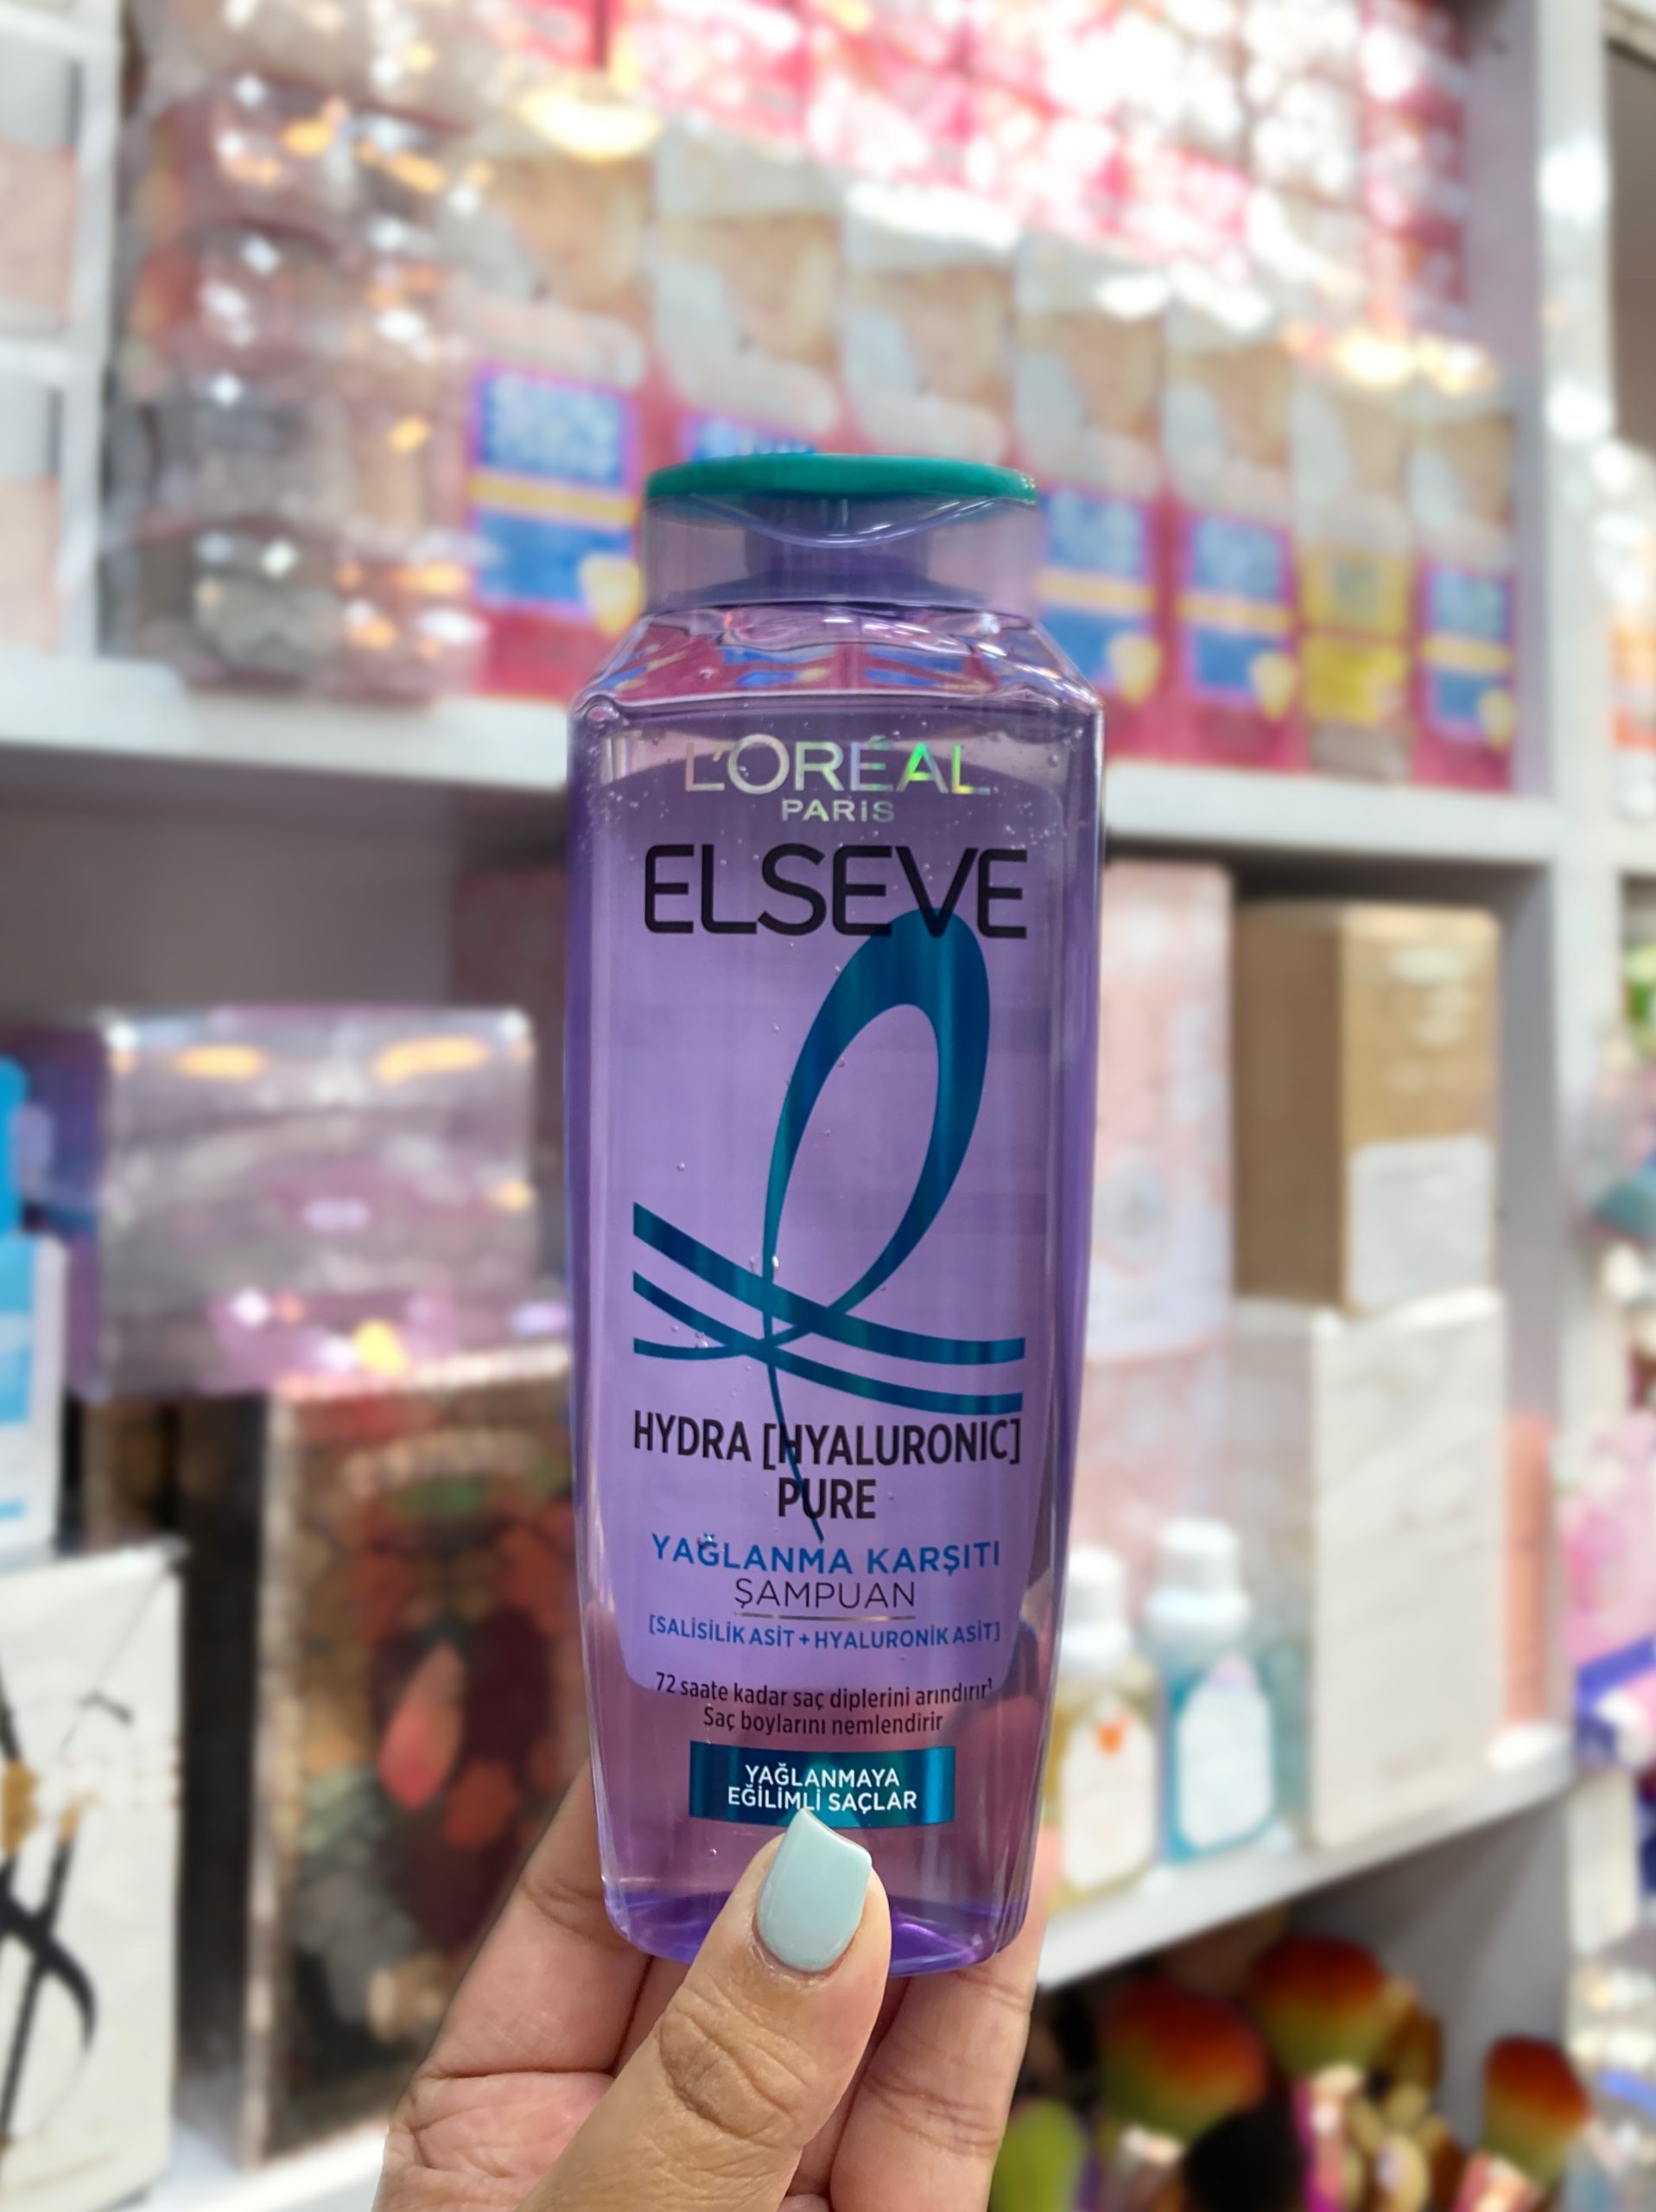 L'ORÉAL
PARiS
ELSEVE
HYDRA [HYALURONIC]
PURE
YAĞLANMA KARŞITI
ŞAMPUAN
[SALİSİLİK ASİT + HYALURONİK ASİT]
72 saate kadar saç diplerini arındırır¹
Saç boylarını nemlendirir
YAĞLANMAYA
EĞİLİMLİ SAÇLAR